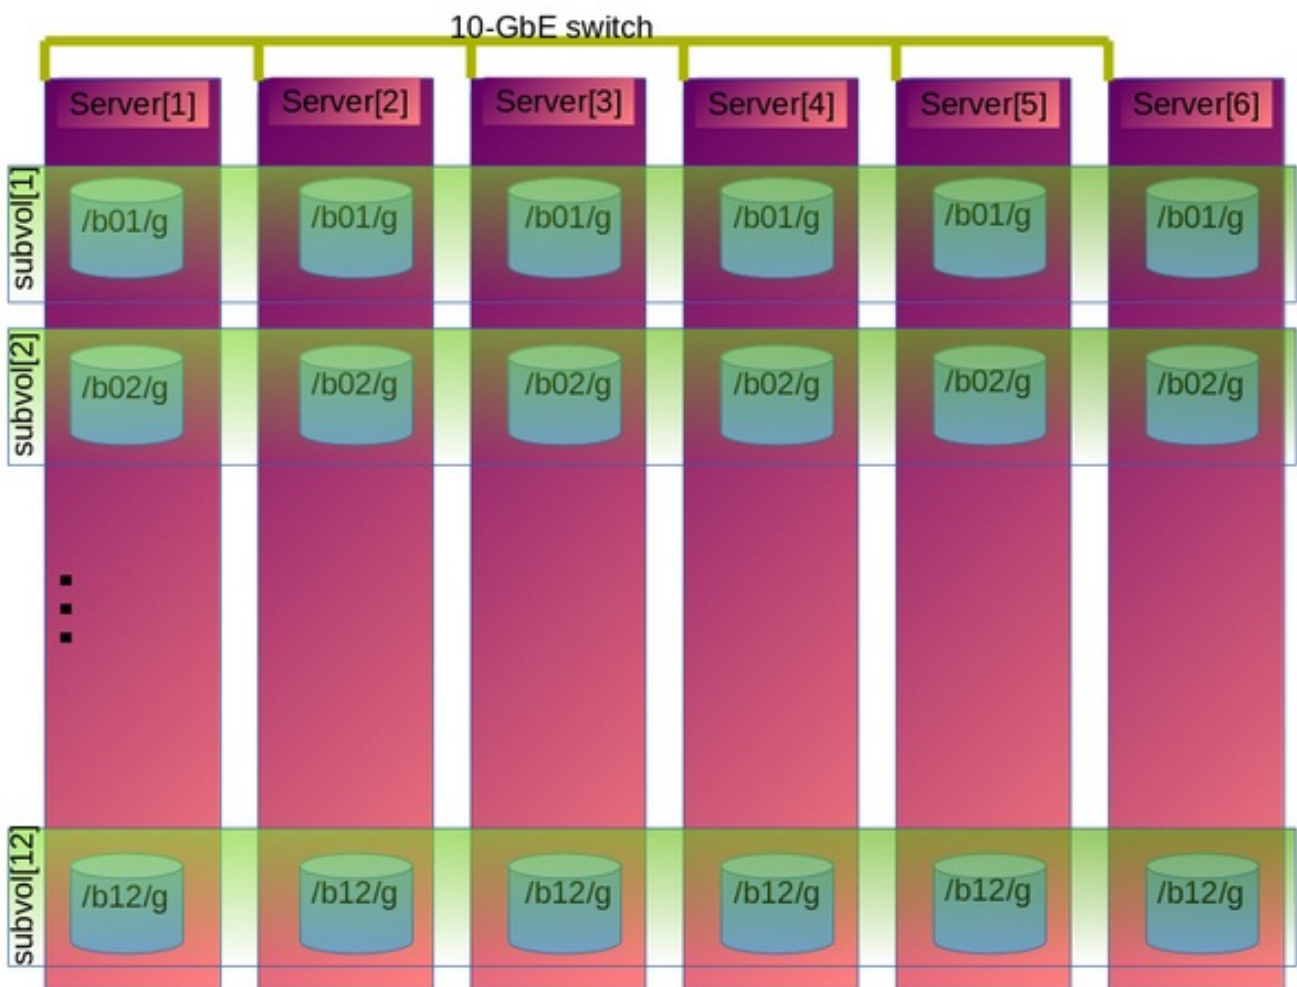 10-GbE switch
Server[1] Server[2] Server[3] Server[4] Server[5] Server[6]
subvol[1]
/b01/g /b01/g /b01/g /b01/g /b01/g /b01/g
subvol[2]
/b02/g /b02/g /b02/g /b02/g /b02/g /b02/g
subvol[12]
/b12/g /b12/g /b12/g /b12/g /b12/g /b12/g